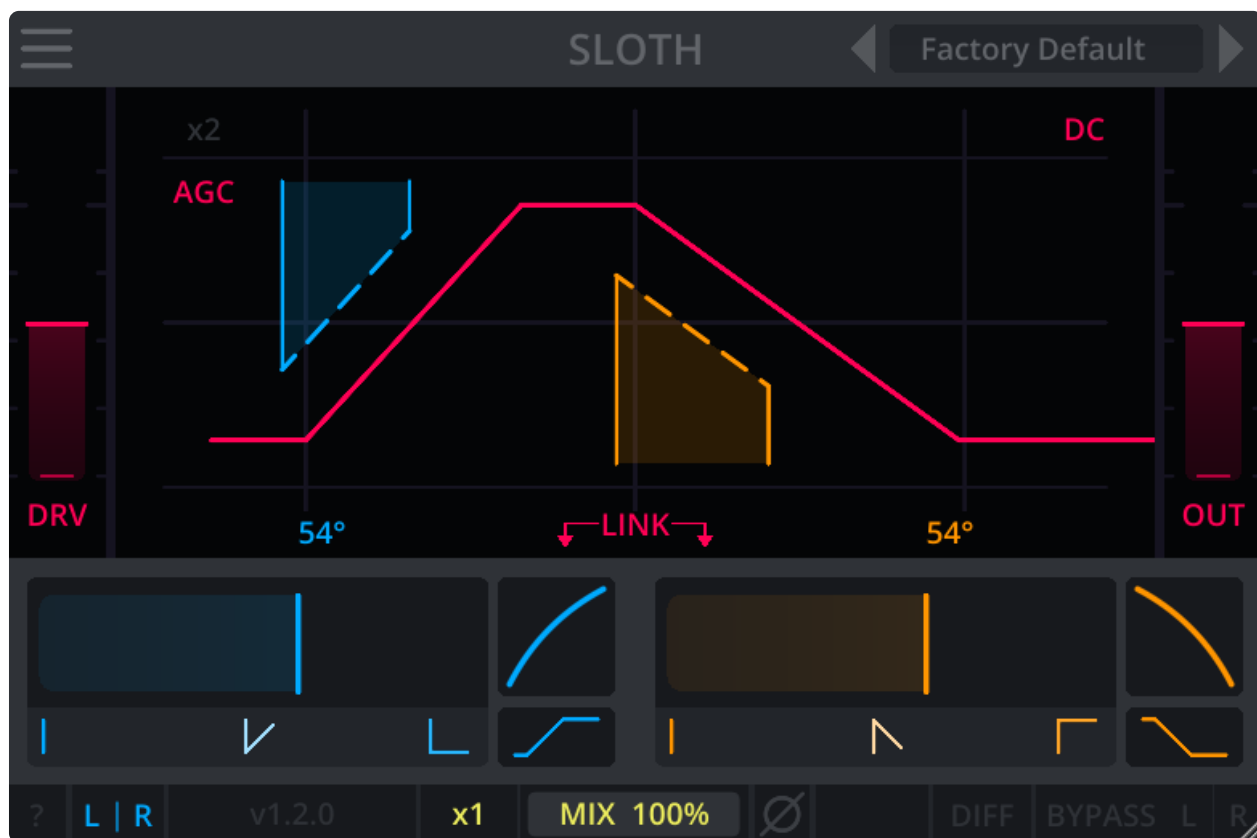 SLOTH
Factory Default
x2
DC
AGC
DRV
OUT
54°
LINK
54°
? L | R v1.2.0 x1 MIX 100% DIFF BYPASS L R